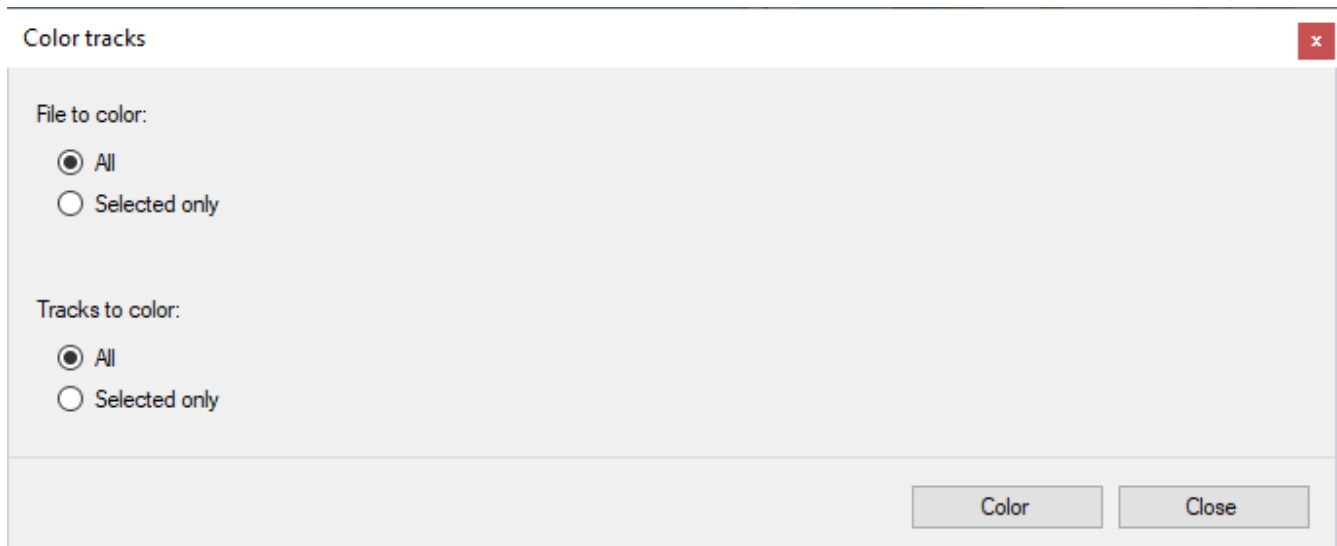 Color tracks
x
File to color:
All
Selected only
Tracks to color:
All
Selected only
Color Close